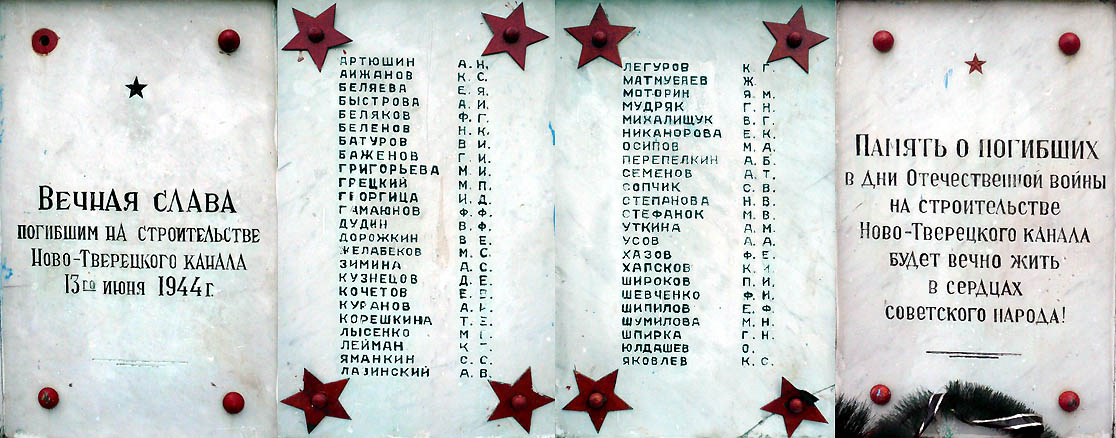 ВЕЧНАЯ СЛАВА
ПОГИБШИМ НА СТРОИТЕЛЬСТВЕ
НОВО-ТВЕРЕЦКОГО КАНАЛА
13ГО ИЮНЯ 1944 Г.
АРТЮШИН А. Н.
АИЖАНОВ К. С.
БЕЛЯЕВА Е. Я.
БЫСТРОВА А. И.
БЕЛЯКОВ Ф. Г.
БЕЛЕНОВ Н. К.
БАТУРОВ В. И.
БАЖЕНОВ Г. И.
ГРИГОРЬЕВА М. И.
ГРЕЦКИЙ М. П.
ГЕОРГИЦА И. Д.
ГАМАЮНОВ Ф. Ф.
ДУДИН В. Ф.
ДОРОЖКИН В. Е.
ЖЕЛАБЕКОВ М. С.
ЗИМИНА А. С.
КУЗНЕЦОВ Д. Е.
КОЧЕТОВ Е.
КУРАНОВ А.
КОРЕШКИНА Т. Е.
ЛЫСЕНКО М.
ЛЕЙМАН К.
ЯМАНКИН С. С.
ЛАЗИНСКИЙ А. В.
ЛЕГУРОВ К. Г.
МАТНУБАЕВ Ж.
МОТОРИН Я. М.
МУДРЯК Г. Н.
МИХАЛИЩУК В. Г.
НИКАНОРОВА Е. К.
ОСИПОВ М. А.
ПЕРЕПЕЛКИН А. Б.
СЕМЕНОВ Д. Т.
СОПЧИК С. В.
СТЕПАНОВА Н. В.
СТЕФАНОК М. В.
УТКИНА А. М.
УСОВ А. А.
ХАЗОВ Ф. Е.
ХАПСКОВ К. И.
ШИРОКОВ П. И.
ШЕВЧЕНКО Ф. И.
ШИПИЛОВ Е. Ф.
ШУМИЛОВА М. Н.
ШПИРКА Г. Н.
ЮЛДАШЕВ О.
ЯКОВЛЕВ К. С.
ПАМЯТЬ О ПОГИБШИХ
В ДНИ ОТЕЧЕСТВЕННОЙ ВОЙНЫ
НА СТРОИТЕЛЬСТВЕ
НОВО-ТВЕРЕЦКОГО КАНАЛА
БУДЕТ ВЕЧНО ЖИТЬ
В СЕРДЦАХ
СОВЕТСКОГО НАРОДА!